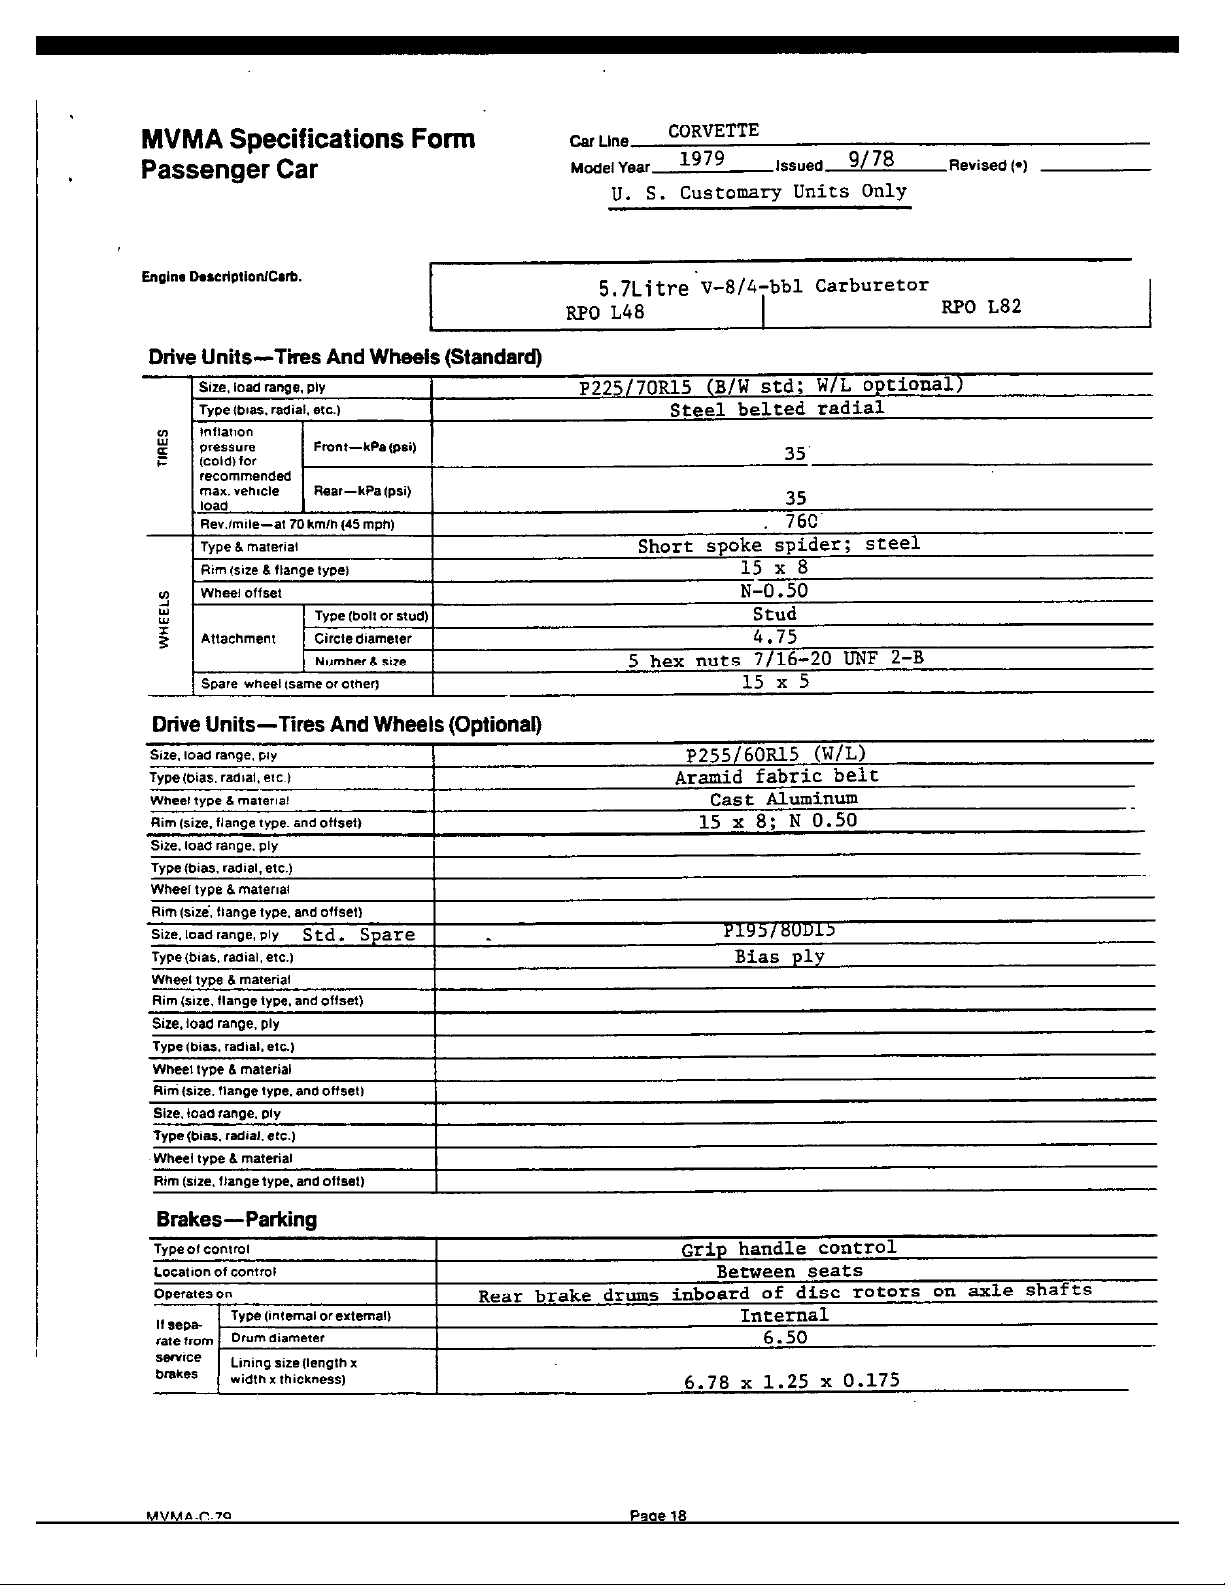 MVMA Specifications Form
Passenger Car
Car Line CORVETTE
Model Year 1979 Issued 9/78 Revised (•)
U. S. Customary Units Only
Engine Description/Carb.
5.7Litre V-8/4-bbl Carburetor
RPO L48 RPO L82
Drive Units—Tires And Wheels (Standard)
TIRES
Size, load range, ply P225/70R15 (B/W std; W/L optional)
Type (bias, radial, etc.) Steel belted radial
Inflation pressure (cold) for recommended max. vehicle load
Front—kPa (psi) 35
Rear—kPa (psi) 35
Rev./mile—at 70 km/h (45 mph) 760
WHEELS
Type & material Short spoke spider; steel
Rim (size & flange type) 15 x 8
Wheel offset N-0.50
Attachment
Type (bolt or stud) Stud
Circle diameter 4.75
Number & size 5 hex nuts 7/16-20 UNF 2-B
Spare wheel (same or other) 15 x 5
Drive Units—Tires And Wheels (Optional)
Size, load range, ply P255/60R15 (W/L)
Type (bias, radial, etc.) Aramid fabric belt
Wheel type & material Cast Aluminum
Rim (size, flange type, and offset) 15 x 8; N 0.50
Size, load range, ply
Type (bias, radial, etc.)
Wheel type & material
Rim (size, flange type, and offset)
Size, load range, ply Std. Spare P195/80D15
Type (bias, radial, etc.) Bias ply
Wheel type & material
Rim (size, flange type, and offset)
Size, load range, ply
Type (bias, radial, etc.)
Wheel type & material
Rim (size, flange type, and offset)
Size, load range, ply
Type (bias, radial, etc.)
Wheel type & material
Rim (size, flange type, and offset)
Brakes—Parking
Type of control Grip handle control
Location of control Between seats
Operates on Rear brake drums inboard of disc rotors on axle shafts
If sepa-
rate from
service
brakes
Type (internal or external) Internal
Drum diameter 6.50
Lining size (length x
width x thickness) 6.78 x 1.25 x 0.175
MVMA-C-79 Page 18